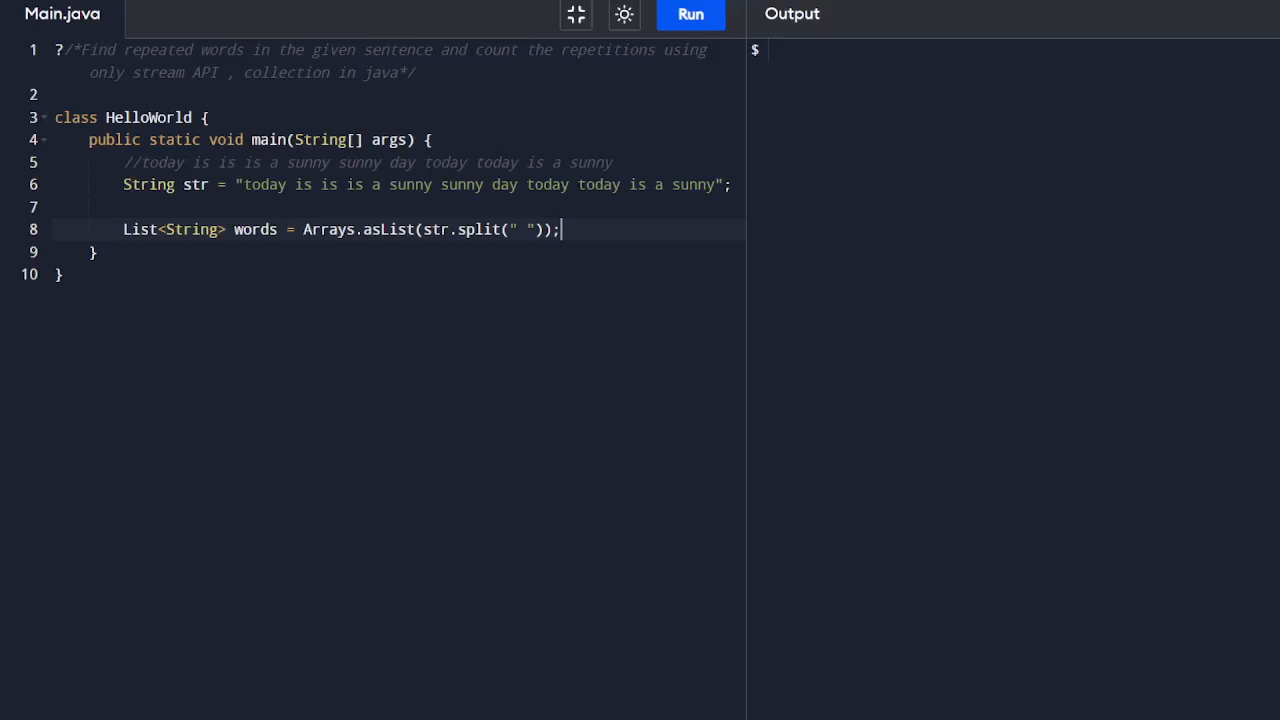 Main.java
Run
Output
1 ?/*Find repeated words in the given sentence and count the repetitions using
only stream API , collection in java*/
$
2
3 class HelloWorld {
4 public static void main(String[] args) {
5 //today is is is a sunny sunny day today today is a sunny
6 String str = "today is is is a sunny sunny day today today is a sunny";
7
8 List<String> words = Arrays.asList(str.split(" "));
9 }
10 }